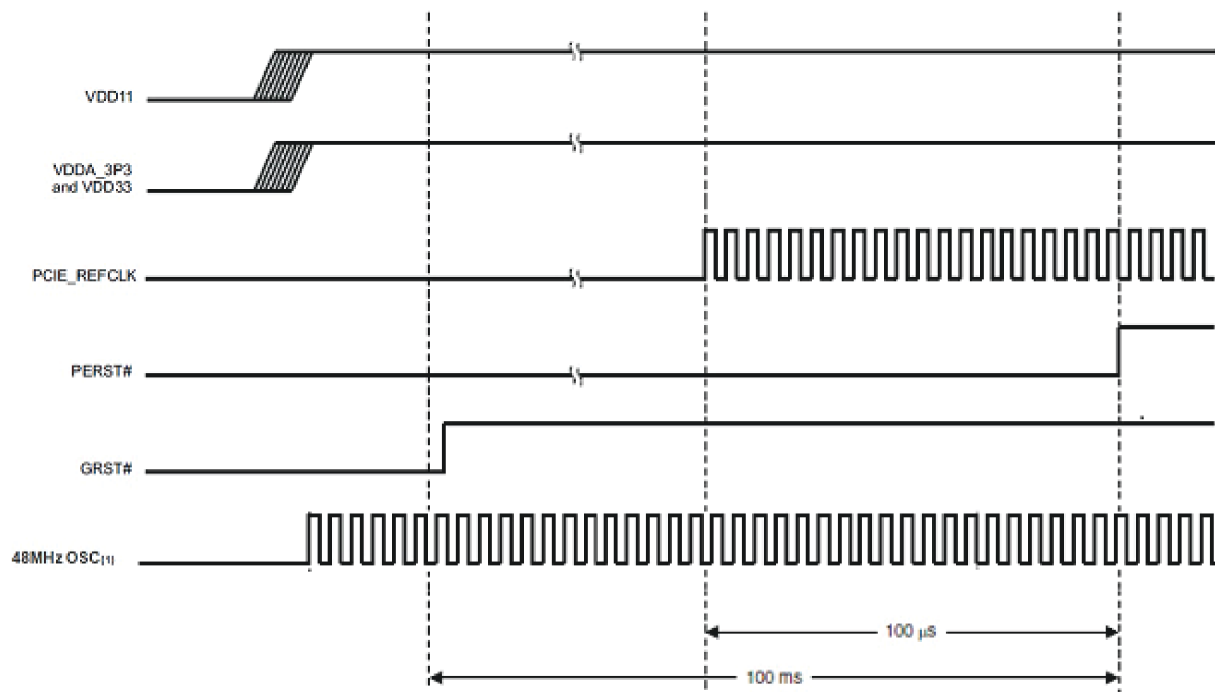 VDD11
VDDA_3P3
and VDD33
PCIE_REFCLK
PERST#
GRST#
48MHz OSC(1)
100 μs
100 ms